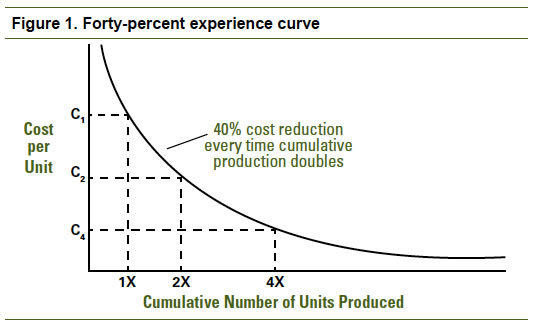 Figure 1. Forty-percent experience curve
Cost
per
Unit
C1
C2
C4
40% cost reduction
every time cumulative
production doubles
1X
2X
4X
Cumulative Number of Units Produced